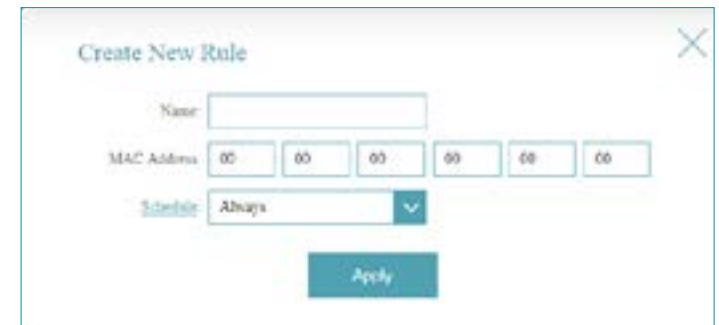 Create New Rule
Name
MAC Address 00 00 00 00 00 00
Schedule Always
Apply